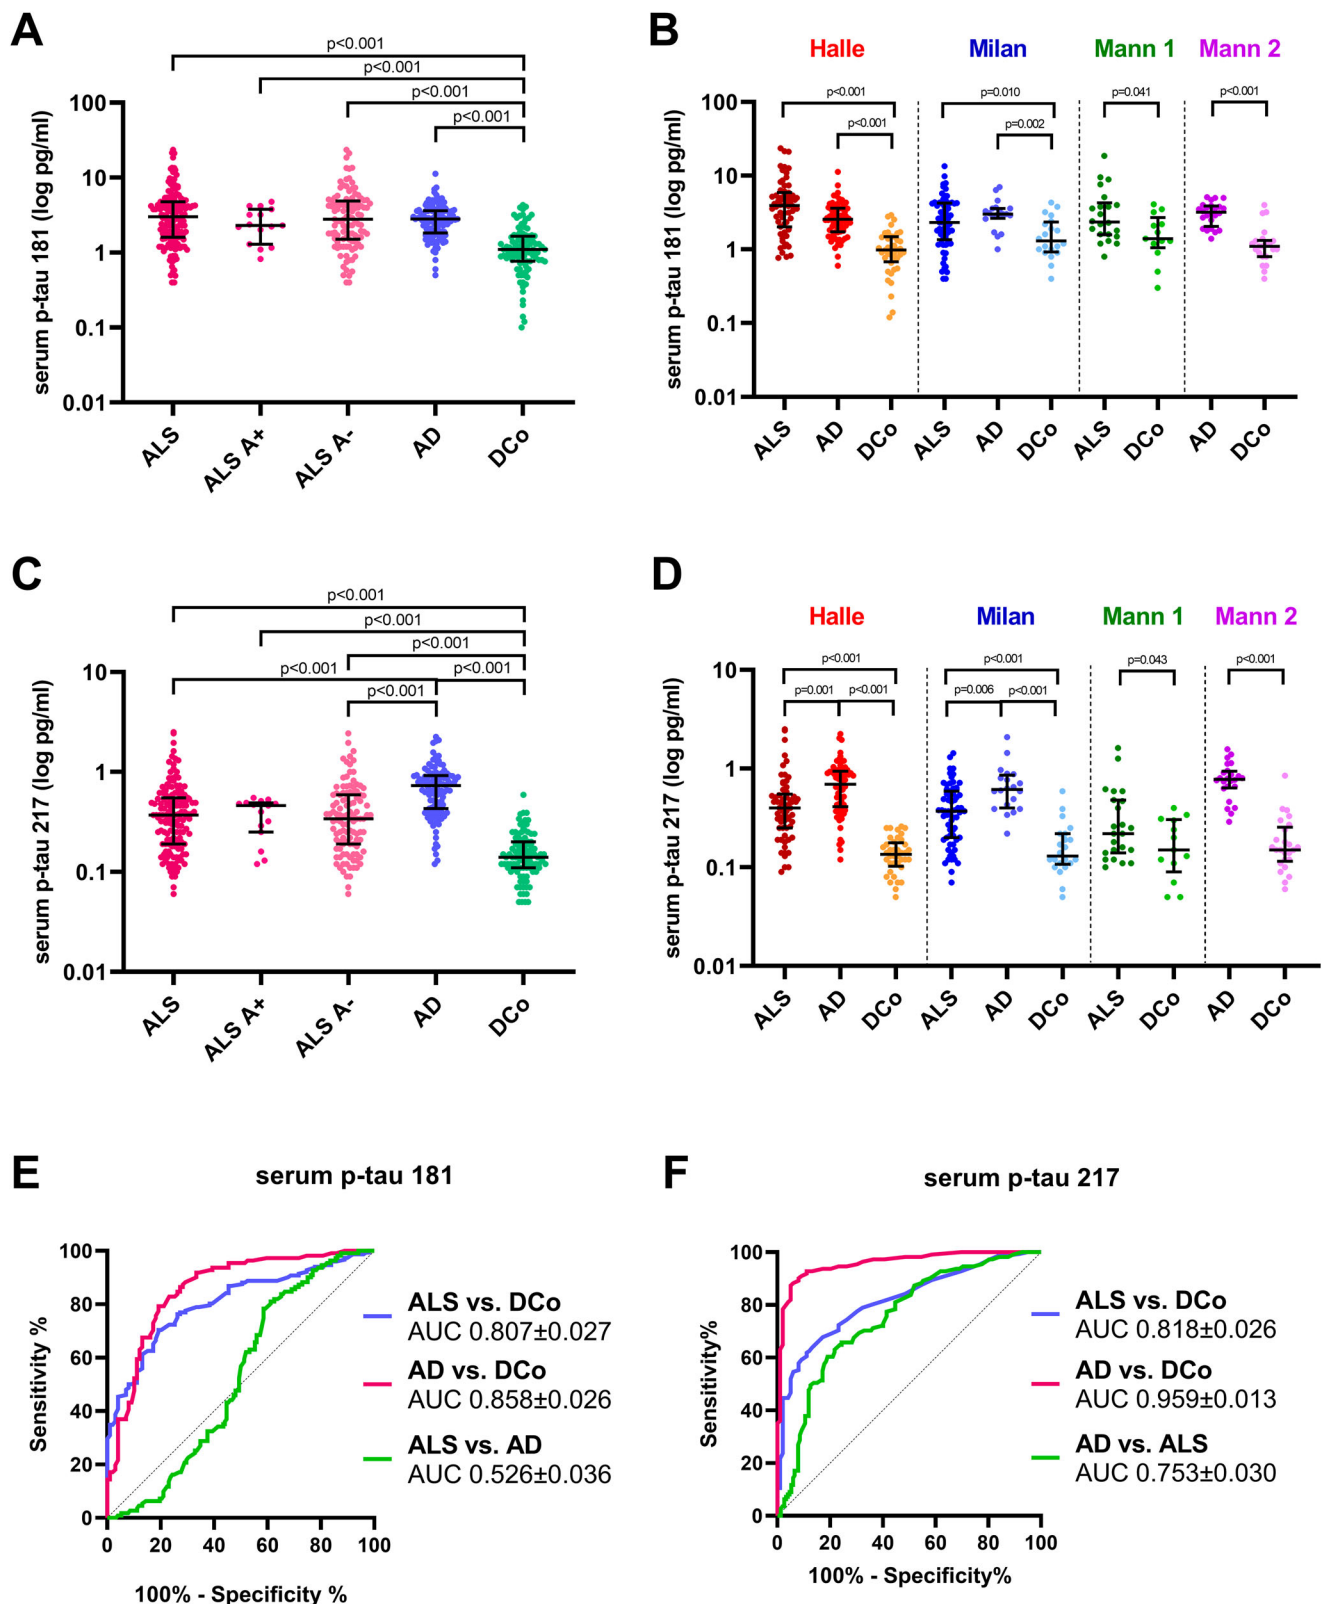 A
p<0.001
p<0.001
p<0.001
p<0.001
serum p-tau 181 (log pg/ml)
100
10
1
0.1
0.01
ALS
ALS A+
ALS A-
AD
DCo
B
Halle
Milan
Mann 1
Mann 2
p<0.001
p=0.010
p=0.041
p<0.001
p<0.001
p=0.002
serum p-tau 181 (log pg/ml)
100
10
1
0.1
0.01
ALS
AD
DCo
ALS
AD
DCo
ALS
DCo
AD
DCo
C
p<0.001
p<0.001
p<0.001
p<0.001
p<0.001
p<0.001
serum p-tau 217 (log pg/ml)
10
1
0.1
0.01
ALS
ALS A+
ALS A-
AD
DCo
D
Halle
Milan
Mann 1
Mann 2
p<0.001
p<0.001
p=0.043
p<0.001
p=0.001
p<0.001
p=0.006
p<0.001
serum p-tau 217 (log pg/ml)
10
1
0.1
0.01
ALS
AD
DCo
ALS
AD
DCo
ALS
DCo
AD
DCo
E
serum p-tau 181
Sensitivity %
100
80
60
40
20
0
0
20
40
60
80
100
100% - Specificity %
ALS vs. DCo
AUC 0.807±0.027
AD vs. DCo
AUC 0.858±0.026
ALS vs. AD
AUC 0.526±0.036
F
serum p-tau 217
Sensitivity%
100
80
60
40
20
0
0
20
40
60
80
100
100% - Specificity%
ALS vs. DCo
AUC 0.818±0.026
AD vs. DCo
AUC 0.959±0.013
AD vs. ALS
AUC 0.753±0.030